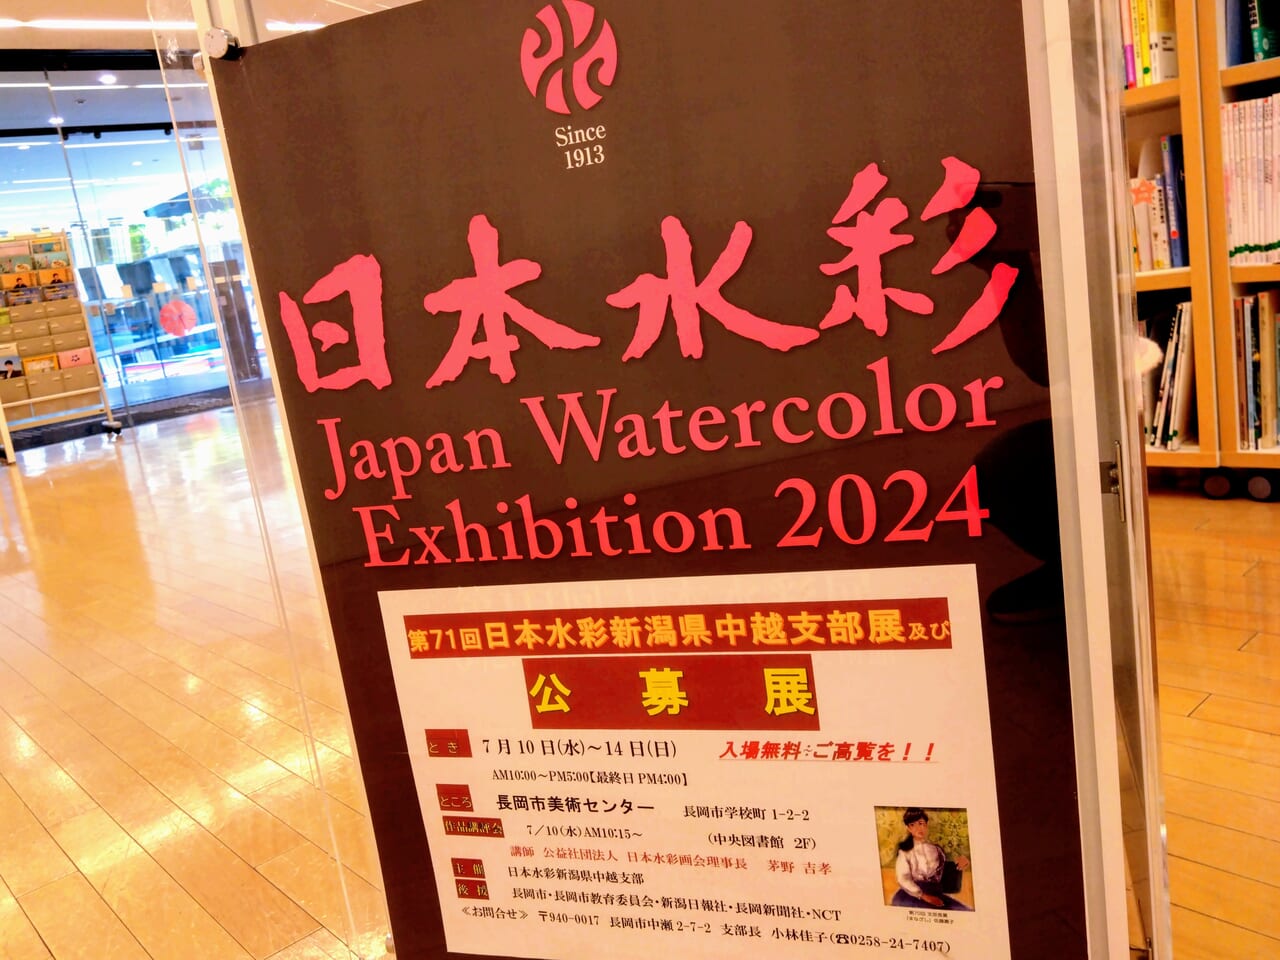 Since
1913
日本水彩
Japan Watercolor
Exhibition 2024
第71回日本水彩新潟県中越支部展及び
公募展
とき 7月10日(水)～14日(日) 入場無料÷ご高覧を！！
AM10:00～PM5:00【最終日 PM4:00】
ところ 長岡市美術センター 長岡市学校町 1-2-2
(中央図書館 2F)
作品講評会 7／10(水)AM10:15～
講師 公益社団法人 日本水彩画会理事長 茅野 吉孝
主催 日本水彩新潟県中越支部
後援 長岡市・長岡市教育委員会・新潟日報社・長岡新聞社・NCT
≪お問合せ≫ 〒940-0017 長岡市中瀬2-7-2 支部長 小林佳子(☎0258-24-7407)